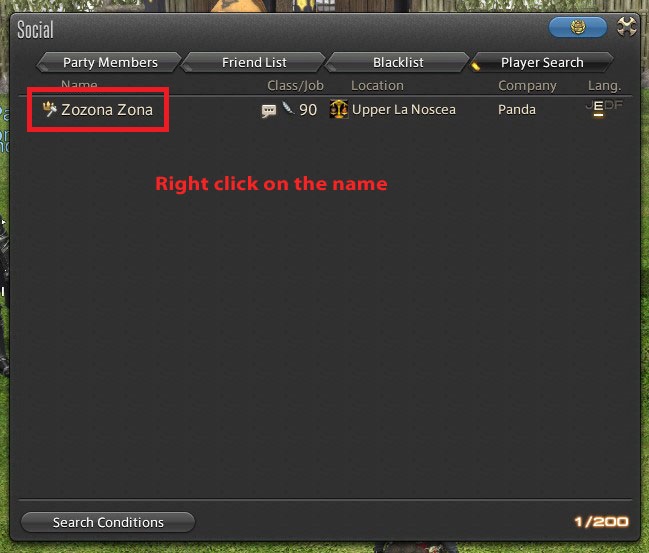 Social
Party Members Friend List Blacklist Player Search
Name Class/Job Location Company Lang.
Zozona Zona 90 Upper La Noscea Panda JEDF
Right click on the name
Search Conditions 1/200